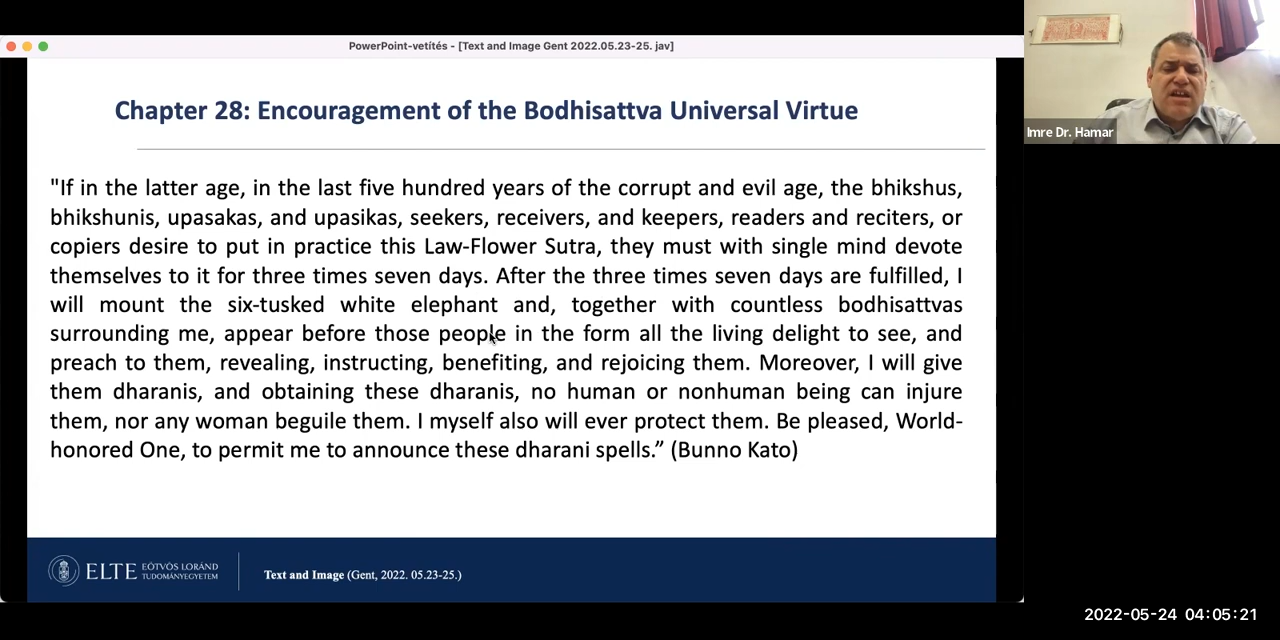 PowerPoint-vetítés - [Text and Image Gent 2022.05.23-25. jav]
Imre Dr. Hamar
Chapter 28: Encouragement of the Bodhisattva Universal Virtue
"If in the latter age, in the last five hundred years of the corrupt and evil age, the bhikshus,
bhikshunis, upasakas, and upasikas, seekers, receivers, and keepers, readers and reciters, or
copiers desire to put in practice this Law-Flower Sutra, they must with single mind devote
themselves to it for three times seven days. After the three times seven days are fulfilled, I
will mount the six-tusked white elephant and, together with countless bodhisattvas
surrounding me, appear before those people in the form all the living delight to see, and
preach to them, revealing, instructing, benefiting, and rejoicing them. Moreover, I will give
them dharanis, and obtaining these dharanis, no human or nonhuman being can injure
them, nor any woman beguile them. I myself also will ever protect them. Be pleased, World-
honored One, to permit me to announce these dharani spells.” (Bunno Kato)
ELTE EÖTVÖS LORÁND
TUDOMÁNYEGYETEM
Text and Image (Gent, 2022. 05.23-25.)
2022-05-24 04:05:21